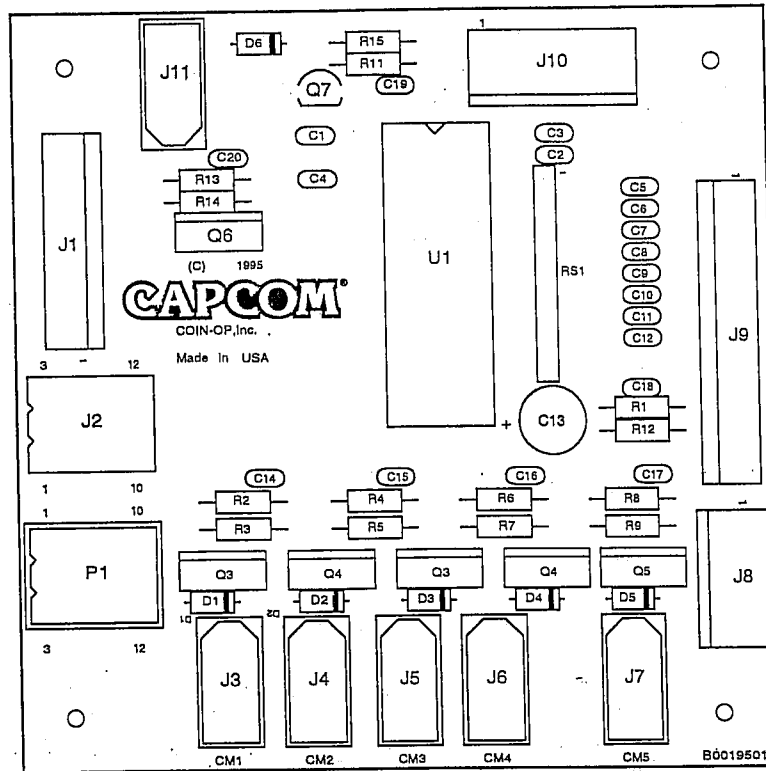 1
D6
R15
J11
R11
J10
Q7
C19
C1
C3
C20
C2
R13
C4
C5
R14
C6
Q6
C7
J1
U1
C8
(C) 1995
RS1
C9
CAPCOM®
C10
COIN-OP,Inc.
C11
Made in USA
C12
J9
3 1 12
C18
R1
J2
+ C13
R12
C14 C15 C16 C17
1 10
R2 R4 R6 R8
1 10
R3 R5 R7 R9
1
P1
Q3 Q4 Q3 Q4 Q5
J8
D1 D2 D3 D4 D5
D1 D2
3 12
J3 J4 J5 J6 J7
CM1 CM2 CM3 CM4 CM5
B0019501